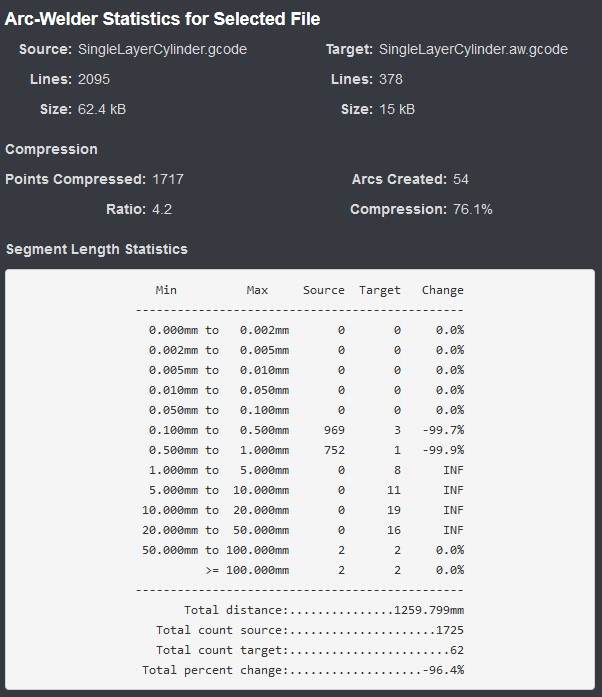 Arc-Welder Statistics for Selected File
Source: SingleLayerCylinder.gcode Target: SingleLayerCylinder.aw.gcode
Lines: 2095 Lines: 378
Size: 62.4 kB Size: 15 kB
Compression
Points Compressed: 1717 Arcs Created: 54
Ratio: 4.2 Compression: 76.1%
Segment Length Statistics
Min Max Source Target Change
-----------------------------------------------
0.000mm to 0.002mm 0 0 0.0%
0.002mm to 0.005mm 0 0 0.0%
0.005mm to 0.010mm 0 0 0.0%
0.010mm to 0.050mm 0 0 0.0%
0.050mm to 0.100mm 0 0 0.0%
0.100mm to 0.500mm 969 3 -99.7%
0.500mm to 1.000mm 752 1 -99.9%
1.000mm to 5.000mm 0 8 INF
5.000mm to 10.000mm 0 11 INF
10.000mm to 20.000mm 0 19 INF
20.000mm to 50.000mm 0 16 INF
50.000mm to 100.000mm 2 2 0.0%
>= 100.000mm 2 2 0.0%
-----------------------------------------------
Total distance:...............1259.799mm
Total count source:.....................1725
Total count target:.......................62
Total percent change:...................-96.4%